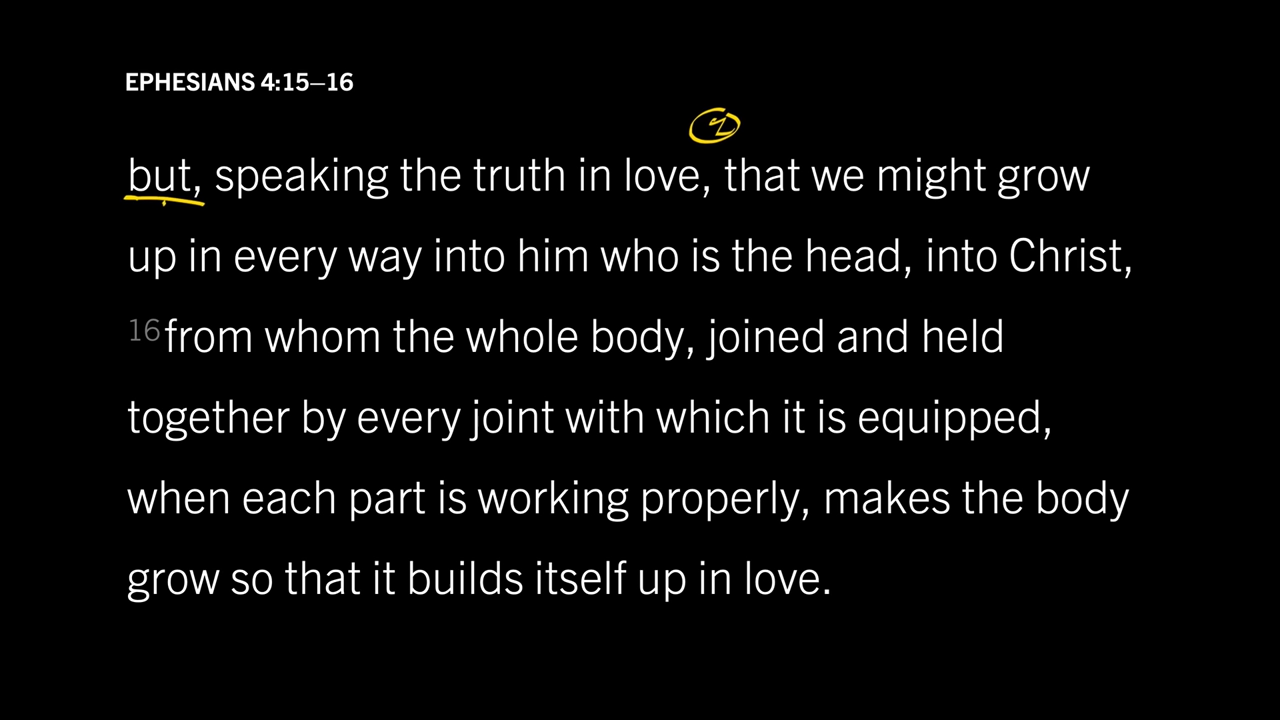 EPHESIANS 4:15–16
2
but, speaking the truth in love, that we might grow
up in every way into him who is the head, into Christ,
16from whom the whole body, joined and held
together by every joint with which it is equipped,
when each part is working properly, makes the body
grow so that it builds itself up in love.